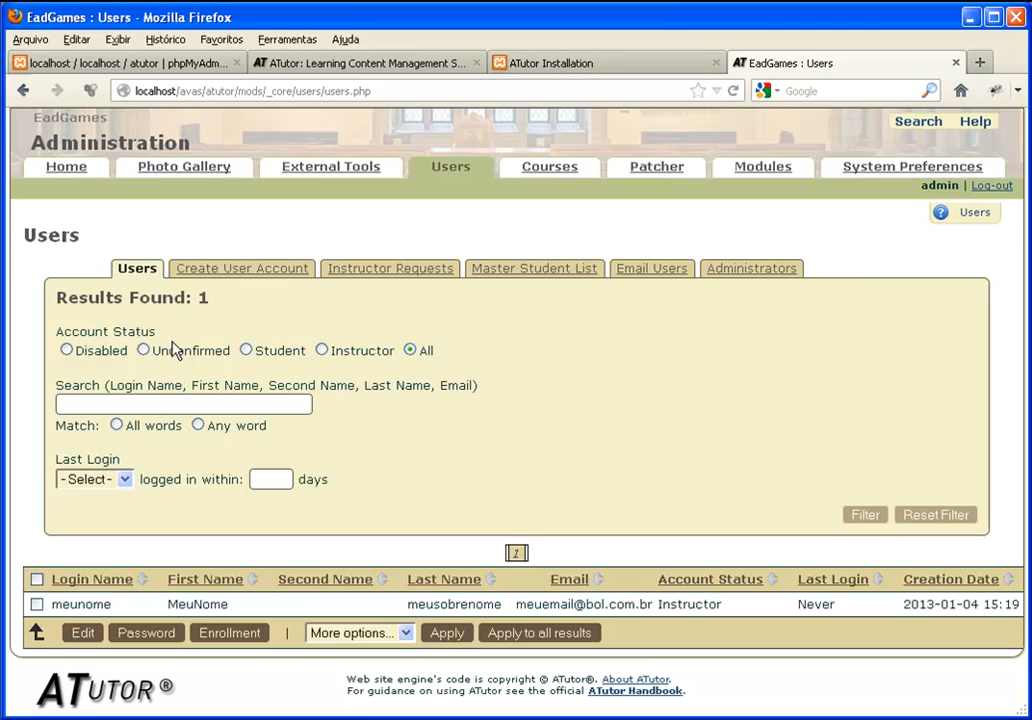 EadGames : Users - Mozilla Firefox
Arquivo Editar Exibir Histórico Favoritos Ferramentas Ajuda
localhost / localhost / atutor | phpMyAdm... ATutor: Learning Content Management S... ATutor Installation EadGames : Users
localhost/avas/atutor/mods/_core/users/users.php Google
EadGames
Administration
Search Help
Home Photo Gallery External Tools Users Courses Patcher Modules System Preferences
admin | Log-out
Users
Users
Users Create User Account Instructor Requests Master Student List Email Users Administrators
Results Found: 1
Account Status
Disabled Unconfirmed Student Instructor All
Search (Login Name, First Name, Second Name, Last Name, Email)
Match: All words Any word
Last Login
-Select- logged in within: days
Filter Reset Filter
1
Login Name First Name Second Name Last Name Email Account Status Last Login Creation Date
meunome MeuNome meusobrenome meuemail@bol.com.br Instructor Never 2013-01-04 15:19
Edit Password Enrollment | More options... Apply Apply to all results
ATUTOR ®
Web site engine's code is copyright © ATutor®. About ATutor.
For guidance on using ATutor see the official ATutor Handbook.